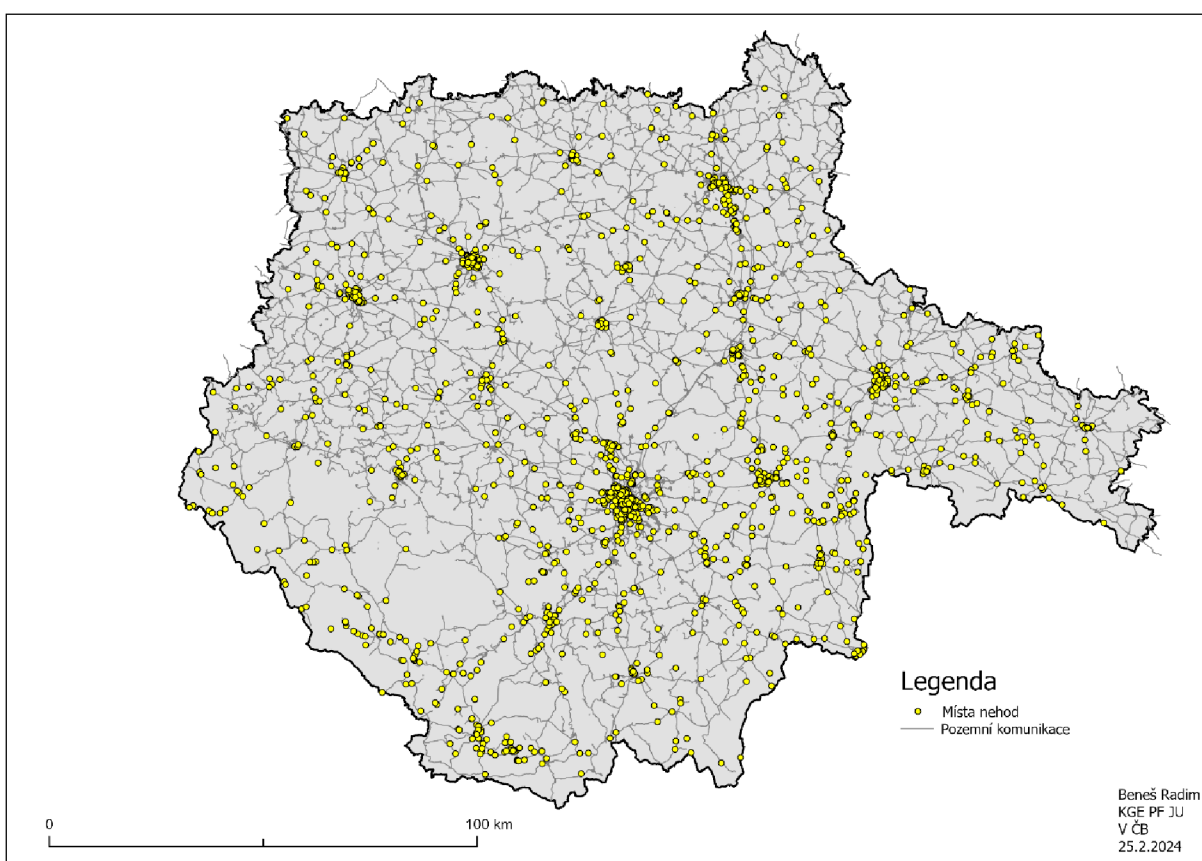 Legenda
Místa nehod
Pozemní komunikace
0
100 km
Beneš Radim
KGE PF JU
V ČB
25.2.2024